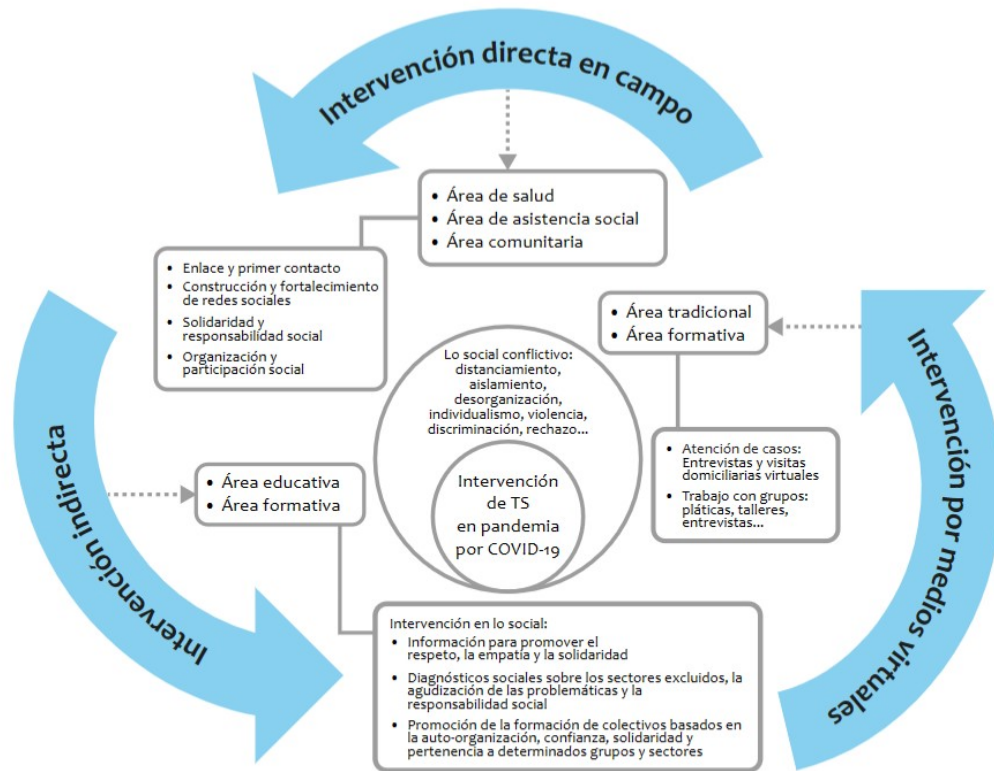 Intervención directa en campo
• Área de salud
• Área de asistencia social
• Área comunitaria
• Enlace y primer contacto
• Construcción y fortalecimiento
de redes sociales
• Solidaridad y
responsabilidad social
• Organización y
participación social
Intervención por medios virtuales
• Área tradicional
• Área formativa
• Atención de casos:
Entrevistas y visitas
domiciliarias virtuales
• Trabajo con grupos:
pláticas, talleres,
entrevistas...
Lo social conflictivo:
distanciamiento,
aislamiento,
desorganización,
individualismo, violencia,
discriminación, rechazo...
Intervención
de TS
en pandemia
por COVID-19
Intervención indirecta
• Área educativa
• Área formativa
Intervención en lo social:
• Información para promover el
respeto, la empatía y la solidaridad
• Diagnósticos sociales sobre los sectores excluidos, la
agudización de las problemáticas y la
responsabilidad social
• Promoción de la formación de colectivos basados en
la auto-organización, confianza, solidaridad y
pertenencia a determinados grupos y sectores